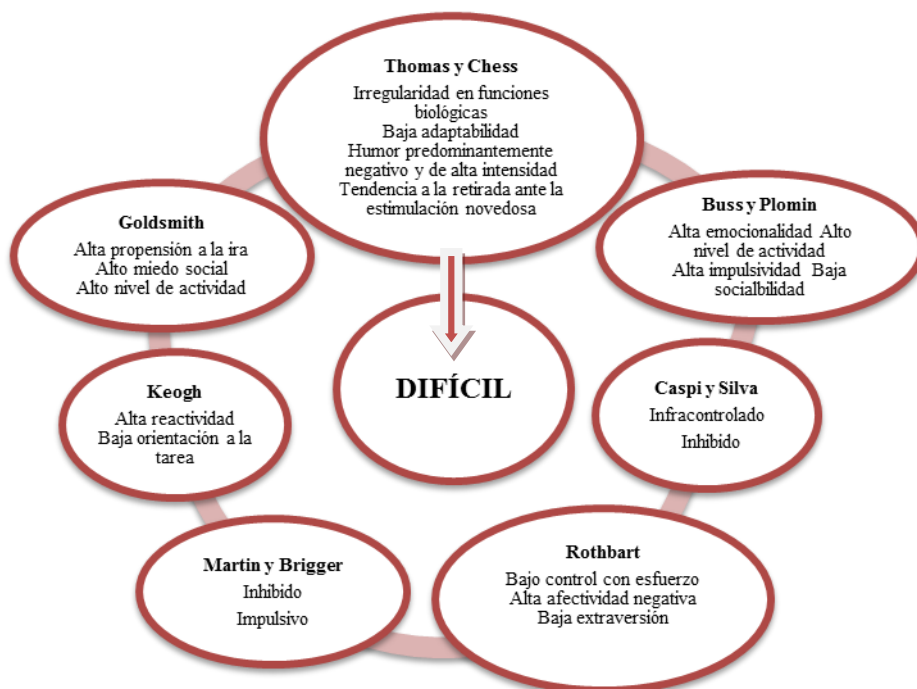 Thomas y Chess
Irregularidad en funciones
biológicas
Baja adaptabilidad
Humor predominantemente
negativo y de alta intensidad
Tendencia a la retirada ante la
estimulación novedosa
Goldsmith
Alta propensión a la ira
Alto miedo social
Alto nivel de actividad
Buss y Plomin
Alta emocionalidad Alto
nivel de actividad
Alta impulsividad Baja
socialbilidad
DIFÍCIL
Keogh
Alta reactividad
Baja orientación a la
tarea
Caspi y Silva
Infracontrolado
Inhibido
Martin y Brigger
Inhibido
Impulsivo
Rothbart
Bajo control con esfuerzo
Alta afectividad negativa
Baja extraversión